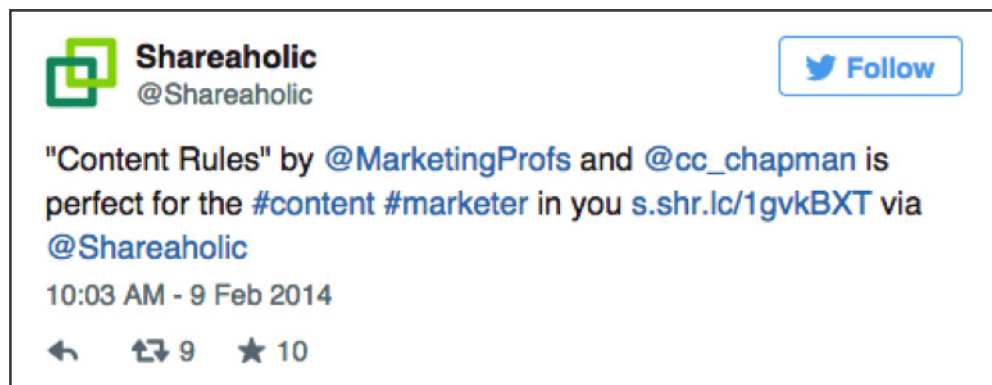 Shareaholic
@Shareaholic
Follow
"Content Rules" by @MarketingProfs and @cc_chapman is
perfect for the #content #marketer in you s.shr.lc/1gvkBXT via
@Shareaholic
10:03 AM - 9 Feb 2014
9 10